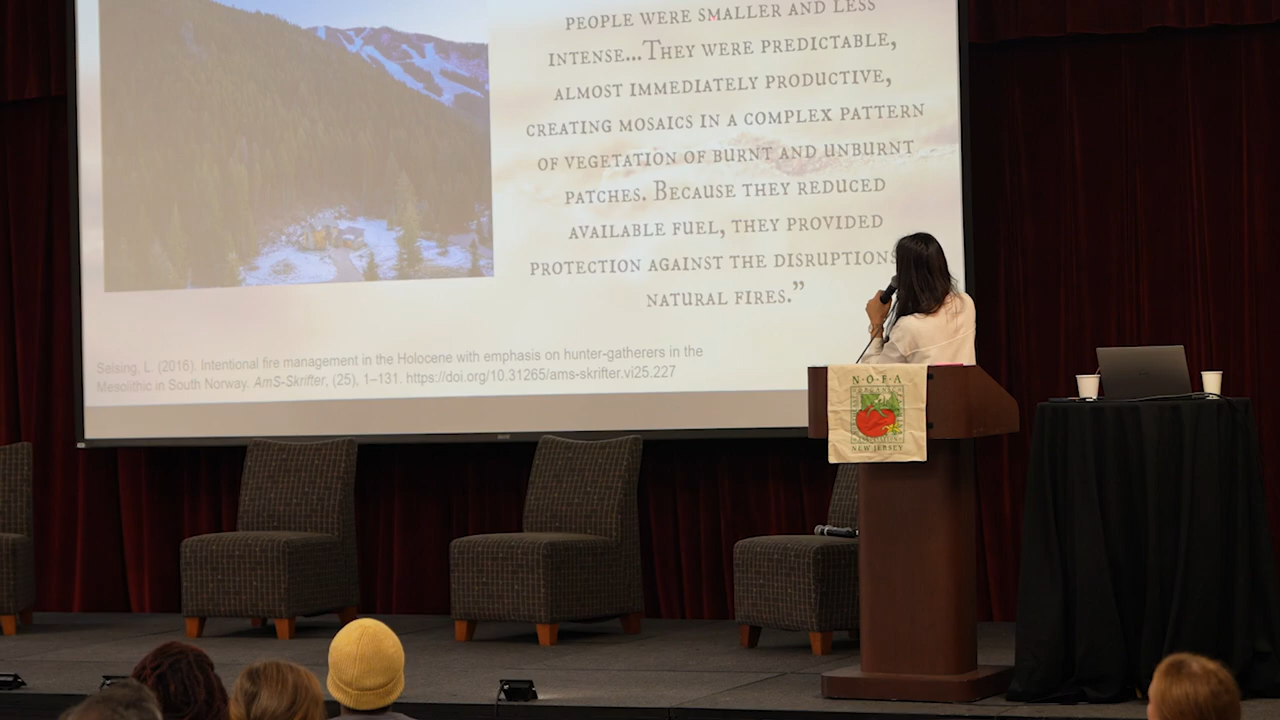 PEOPLE WERE SMALLER AND LESS
INTENSE...THEY WERE PREDICTABLE,
ALMOST IMMEDIATELY PRODUCTIVE,
CREATING MOSAICS IN A COMPLEX PATTERN
OF VEGETATION OF BURNT AND UNBURNT
PATCHES. BECAUSE THEY REDUCED
AVAILABLE FUEL, THEY PROVIDED
PROTECTION AGAINST THE DISRUPTIONS
NATURAL FIRES.”
Selsing, L. (2016). Intentional fire management in the Holocene with emphasis on hunter-gatherers in the
Mesolithic in South Norway. AmS-Skrifter, (25), 1–131. https://doi.org/10.31265/ams-skrifter.vi25.227
N·O·F·A
NEW JERSEY